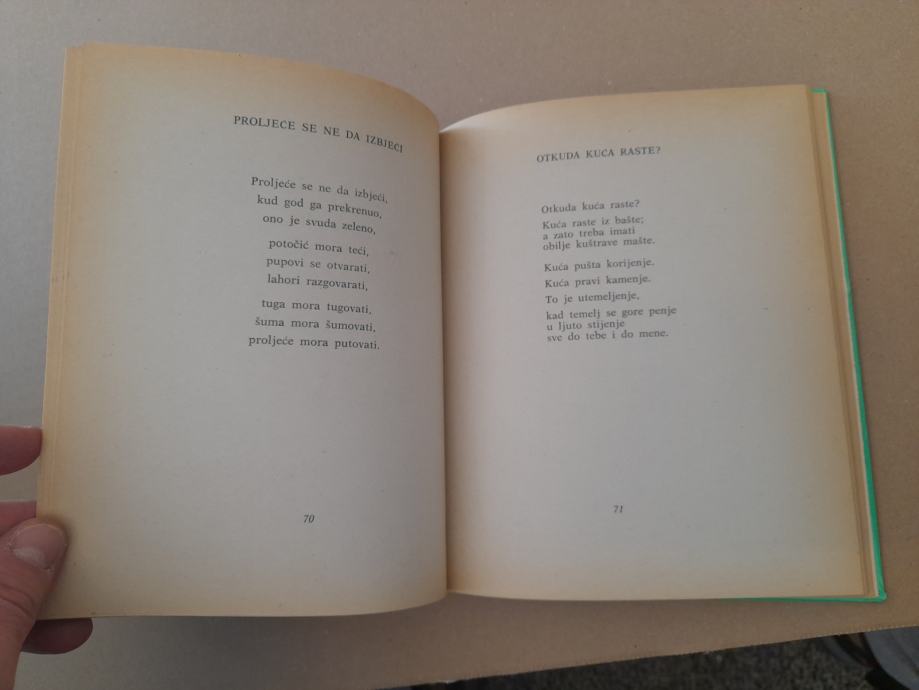 PROLJEĆE SE NE DA IZBJEĆI
Proljeće se ne da izbjeći,
kud god ga prekrenuo,
ono je svuda zeleno,
potočić mora teći,
pupovi se otvarati,
lahori razgovarati,
tuga mora tugovati,
šuma mora šumovati,
proljeće mora putovati.
70
OTKUDA KUĆA RASTE?
Otkuda kuća raste?
Kuća raste iz bašte;
a zato treba imati
obilje kuštrave mašte.
Kuća pušta korijenje.
Kuća pravi kamenje.
To je utemeljenje,
kad temelj se gore penje
u ljuto stijenje
sve do tebe i do mene.
71